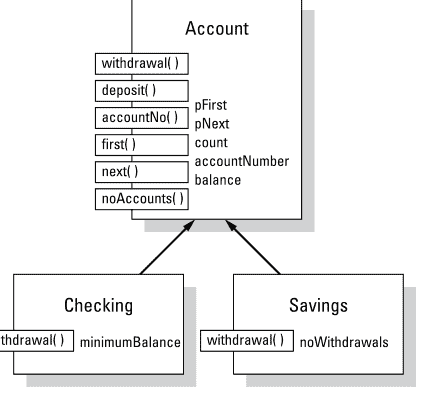 Account
withdrawal( )
deposit( )
accountNo( )
first( )
next( )
noAccounts( )
pFirst
pNext
count
accountNumber
balance
Checking
thdrawal( )
minimumBalance
Savings
withdrawal( )
noWithdrawals